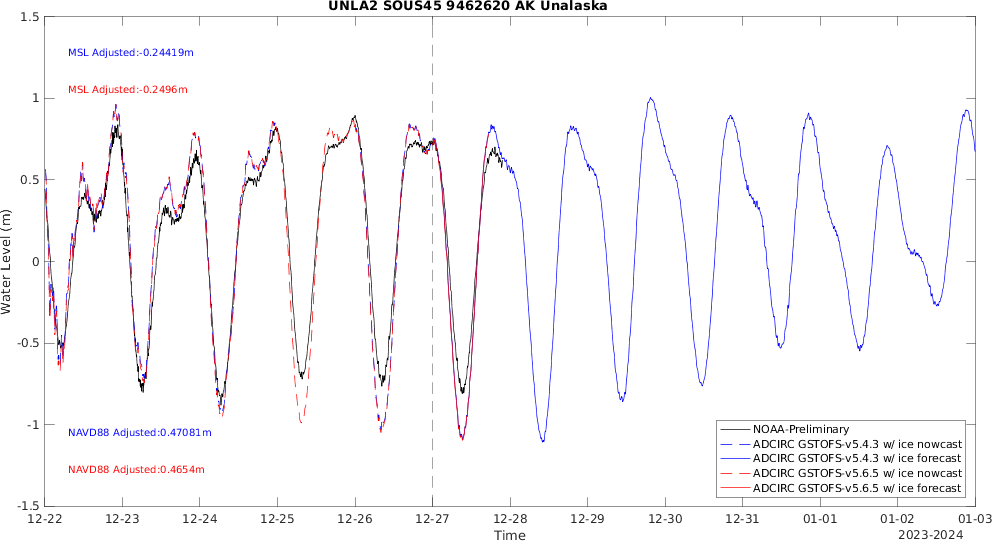 UNLA2 SOUS45 9462620 AK Unalaska
1.5
MSL Adjusted:-0.24419m
MSL Adjusted:-0.2496m
1
0.5
0
-0.5
-1
-1.5
Water Level (m)
NAVD88 Adjusted:0.47081m
NAVD88 Adjusted:0.4654m
NOAA-Preliminary
ADCIRC GSTOFS-v5.4.3 w/ ice nowcast
ADCIRC GSTOFS-v5.4.3 w/ ice forecast
ADCIRC GSTOFS-v5.6.5 w/ ice nowcast
ADCIRC GSTOFS-v5.6.5 w/ ice forecast
12-22 12-23 12-24 12-25 12-26 12-27 12-28 12-29 12-30 12-31 01-01 01-02 01-03
Time
2023-2024